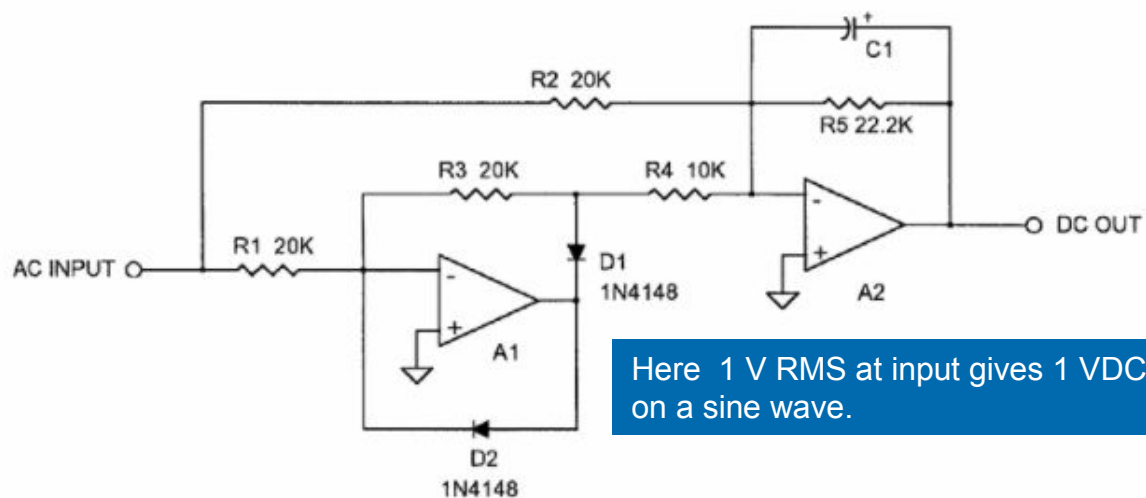 +
C1
R2 20K
R5 22.2K
R3 20K
R4 10K
-
+
DC OUT
A2
R1 20K
AC INPUT
-
+
A1
D1
1N4148
Here 1 V RMS at input gives 1 VDC
on a sine wave.
D2
1N4148